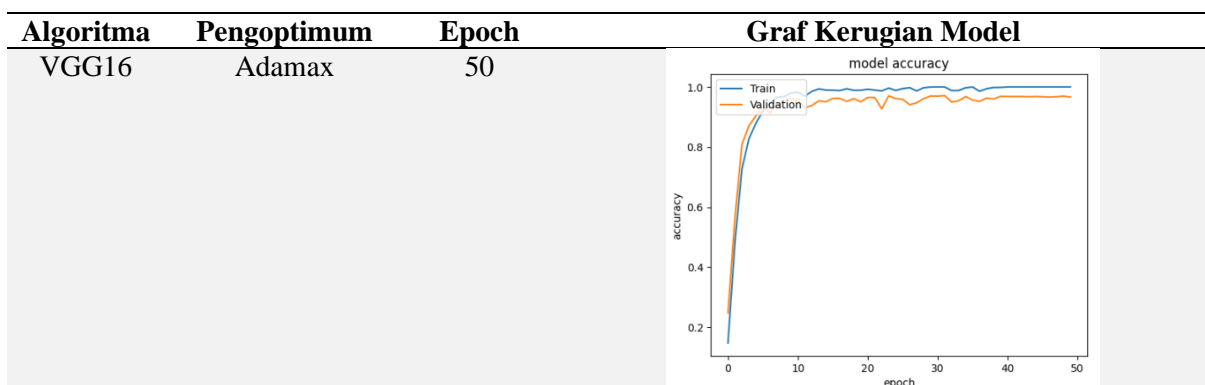 Algoritma Pengoptimum Epoch Graf Kerugian Model
VGG16 Adamax 50
model accuracy
Train
Validation
accuracy
1.0
0.8
0.6
0.4
0.2
0 10 20 30 40 50
epoch